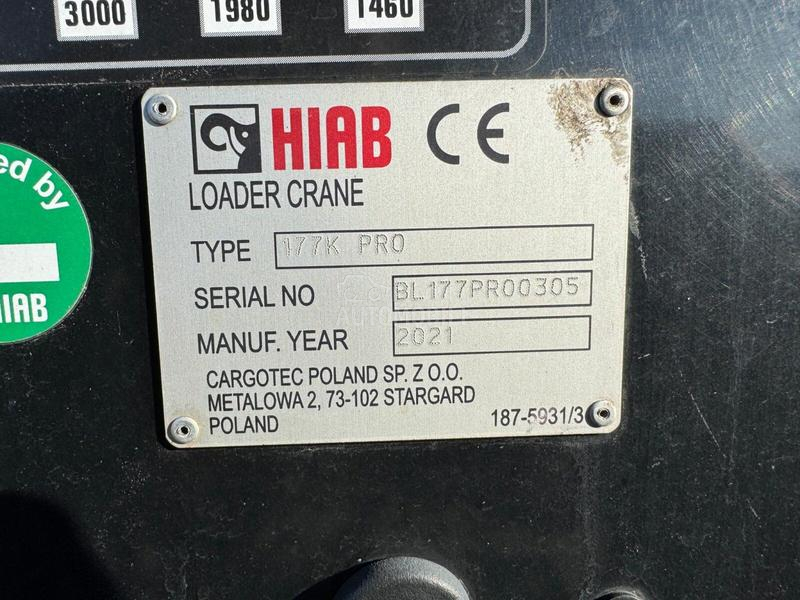 3000 1980 1460
HIAB CE
LOADER CRANE
TYPE 177K PRO
SERIAL NO BL177PR00305
MANUF. YEAR 2021
CARGOTEC POLAND SP. Z O.O.
METALOWA 2, 73-102 STARGARD
POLAND 187-5931/3
ed by
HIAB